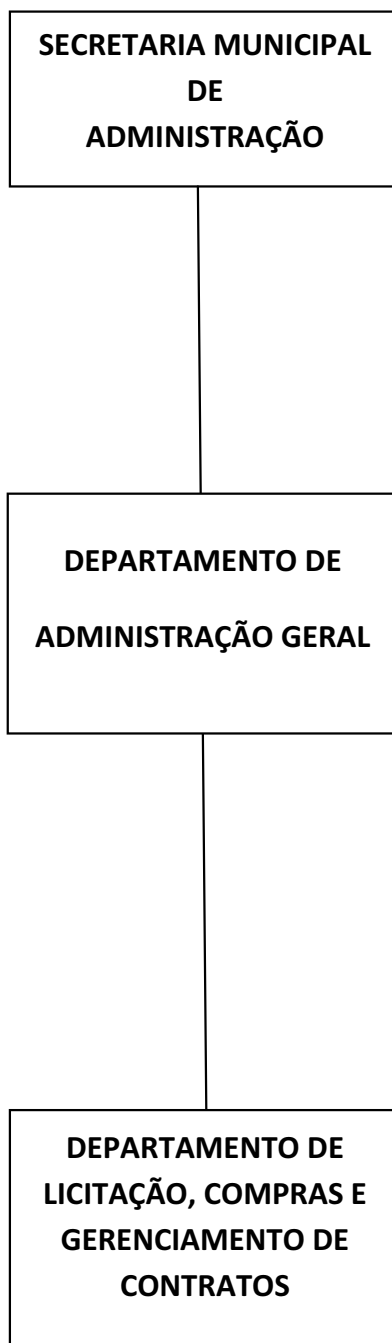 SECRETARIA MUNICIPAL
DE
ADMINISTRAÇÃO
DEPARTAMENTO DE
ADMINISTRAÇÃO GERAL
DEPARTAMENTO DE
LICITAÇÃO, COMPRAS E
GERENCIAMENTO DE
CONTRATOS